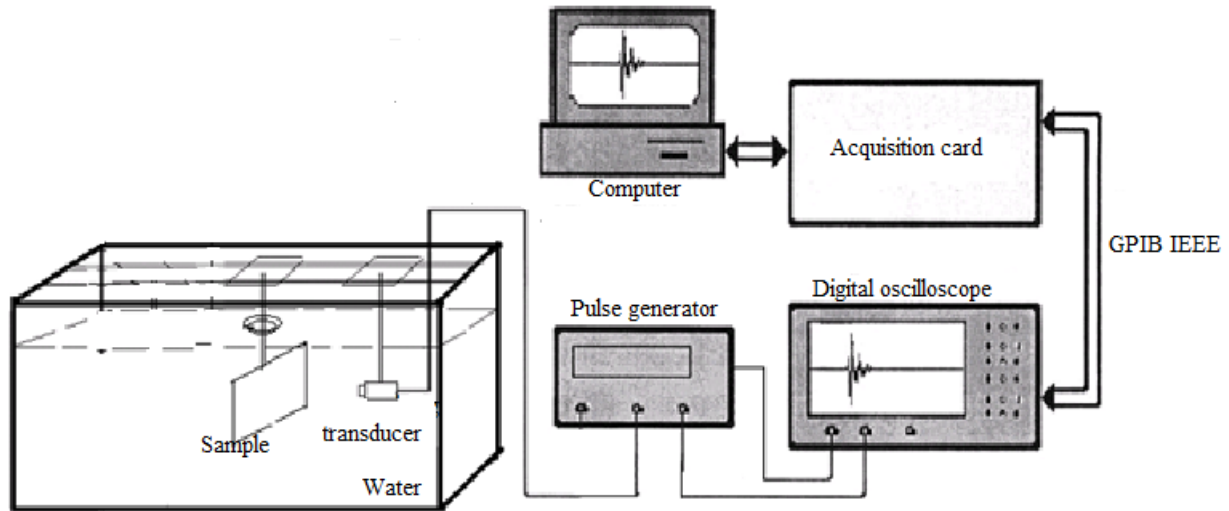 Computer
Acquisition card
GPIB IEEE
Pulse generator
Digital oscilloscope
Sample
transducer
Water